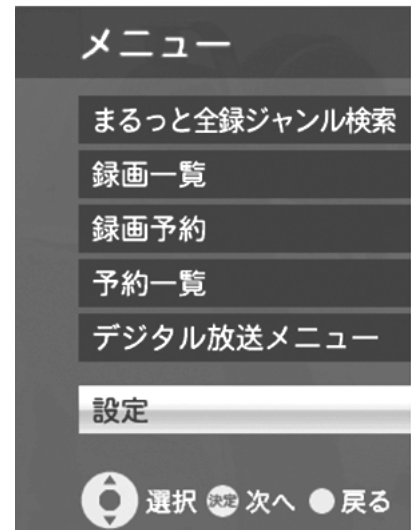 メニュー
まるっと全録ジャンル検索
録画一覧
録画予約
予約一覧
デジタル放送メニュー
設定
選択 決定 次へ 戻る